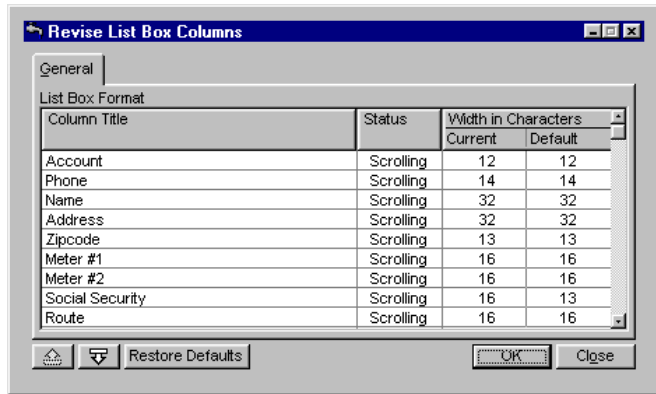 Revise List Box Columns
General
List Box Format
Column Title Status Width in Characters
Current Default
Account Scrolling 12 12
Phone Scrolling 14 14
Name Scrolling 32 32
Address Scrolling 32 32
Zipcode Scrolling 13 13
Meter #1 Scrolling 16 16
Meter #2 Scrolling 16 16
Social Security Scrolling 16 13
Route Scrolling 16 16
Restore Defaults OK Close